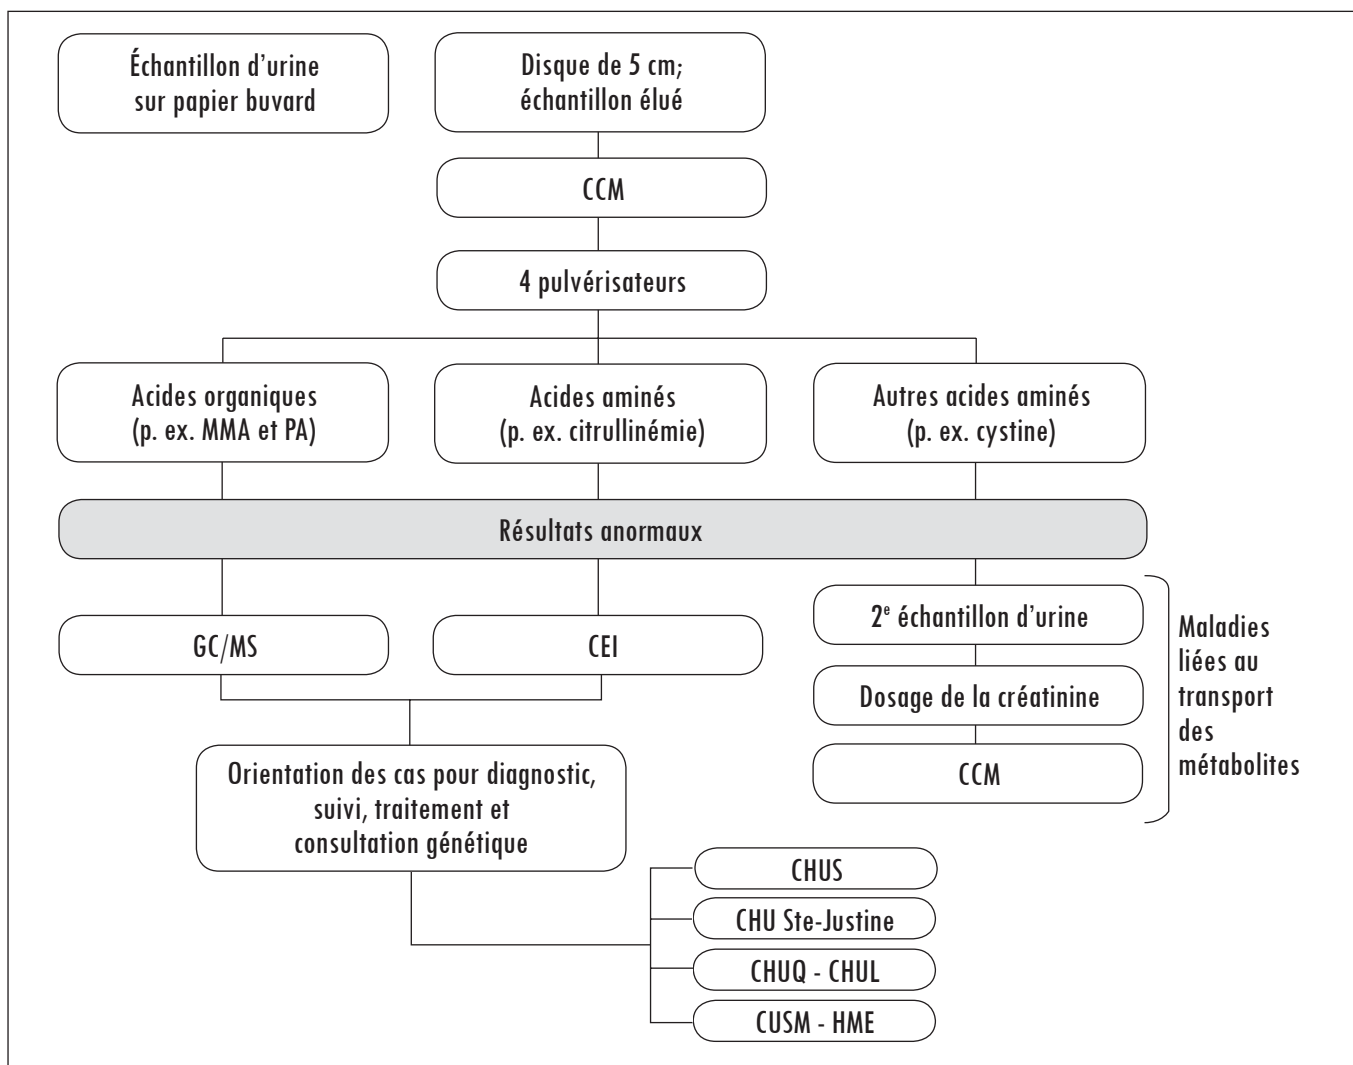 Échantillon d'urine
sur papier buvard
Disque de 5 cm;
échantillon élué
CCM
4 pulvérisateurs
Acides organiques
(p. ex. MMA et PA)
Acides aminés
(p. ex. citrullinémie)
Autres acides aminés
(p. ex. cystine)
Résultats anormaux
GC/MS
CEI
2e échantillon d'urine
Dosage de la créatinine
CCM
Maladies
liées au
transport
des
métabolites
Orientation des cas pour diagnostic,
suivi, traitement et
consultation génétique
CHUS
CHU Ste-Justine
CHUQ - CHUL
CUSM - HME